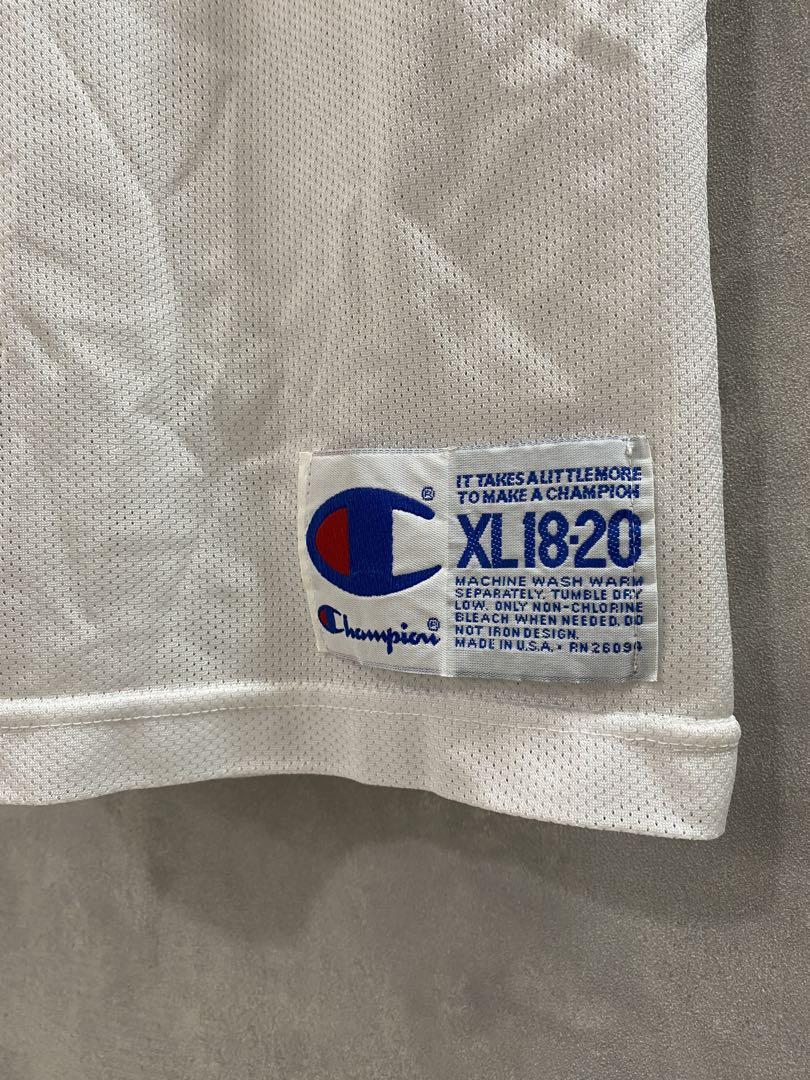 Champion®
IT TAKES A LITTLE MORE
TO MAKE A CHAMPION
XL 18-20
MACHINE WASH WARM
SEPARATELY. TUMBLE DRY
LOW. ONLY NON-CHLORINE
BLEACH WHEN NEEDED. DO
NOT IRON DESIGN.
MADE IN U.S.A. • RN 26094